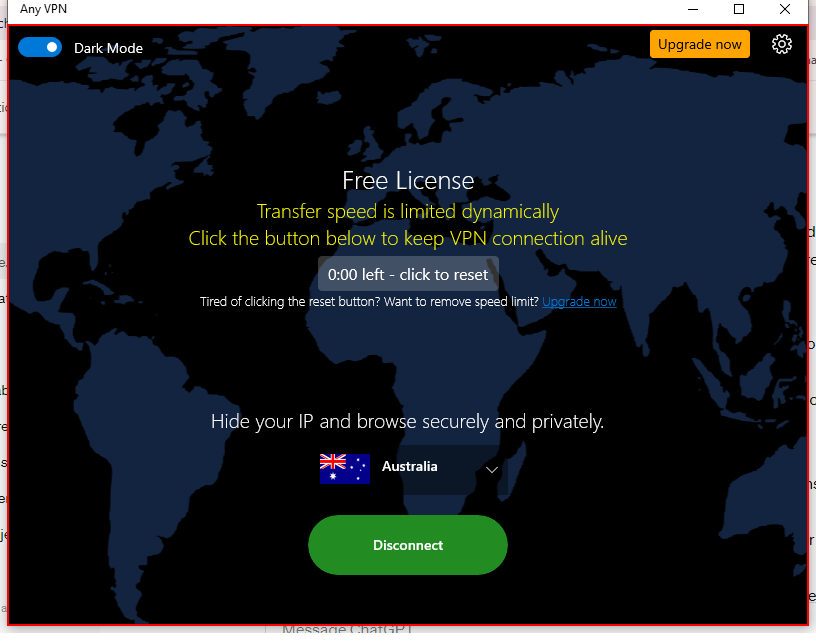 Any VPN
Dark Mode
Upgrade now
Free License
Transfer speed is limited dynamically
Click the button below to keep VPN connection alive
0:00 left - click to reset
Tired of clicking the reset button? Want to remove speed limit? Upgrade now
Hide your IP and browse securely and privately.
Australia
Disconnect
Message ChatGPT